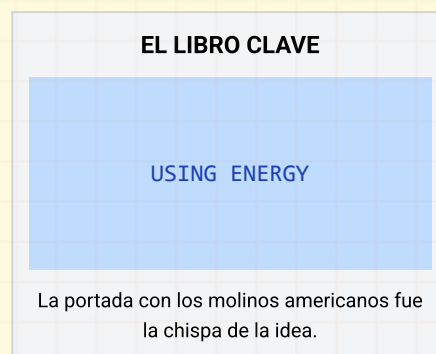 EL LIBRO CLAVE
USING ENERGY
La portada con los molinos americanos fue
la chispa de la idea.